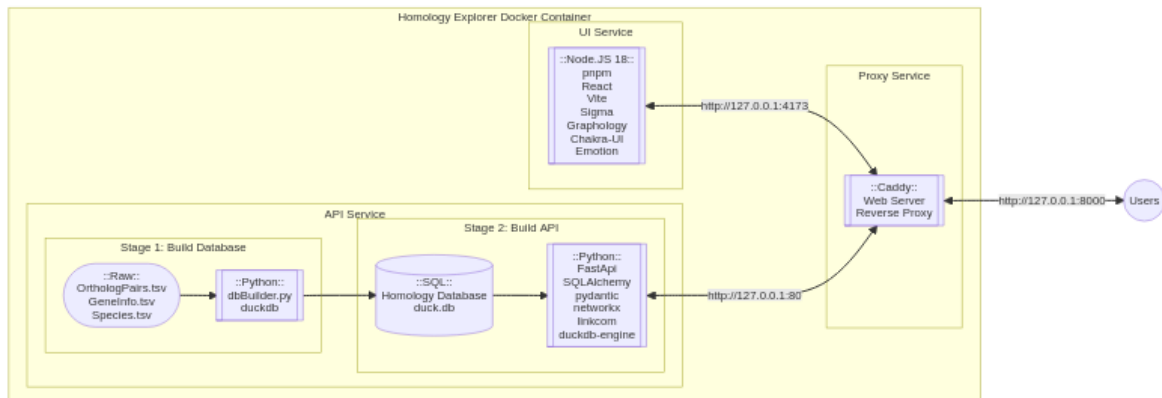 Homology Explorer Docker Container
UI Service
::Node.JS 18::
pnpm
React
Vite
Sigma
Graphology
Chakra-UI
Emotion
http://127.0.0.1:4173
Proxy Service
::Caddy::
Web Server
Reverse Proxy
http://127.0.0.1:8000
Users
API Service
Stage 1: Build Database
::Raw::
OrthologPairs.tsv
GeneInfo.tsv
Species.tsv
::Python::
dbBuilder.py
duckdb
Stage 2: Build API
::SQL::
Homology Database
duck.db
::Python::
FastApi
SQLAlchemy
pydantic
networkx
linkcom
duckdb-engine
http://127.0.0.1:80